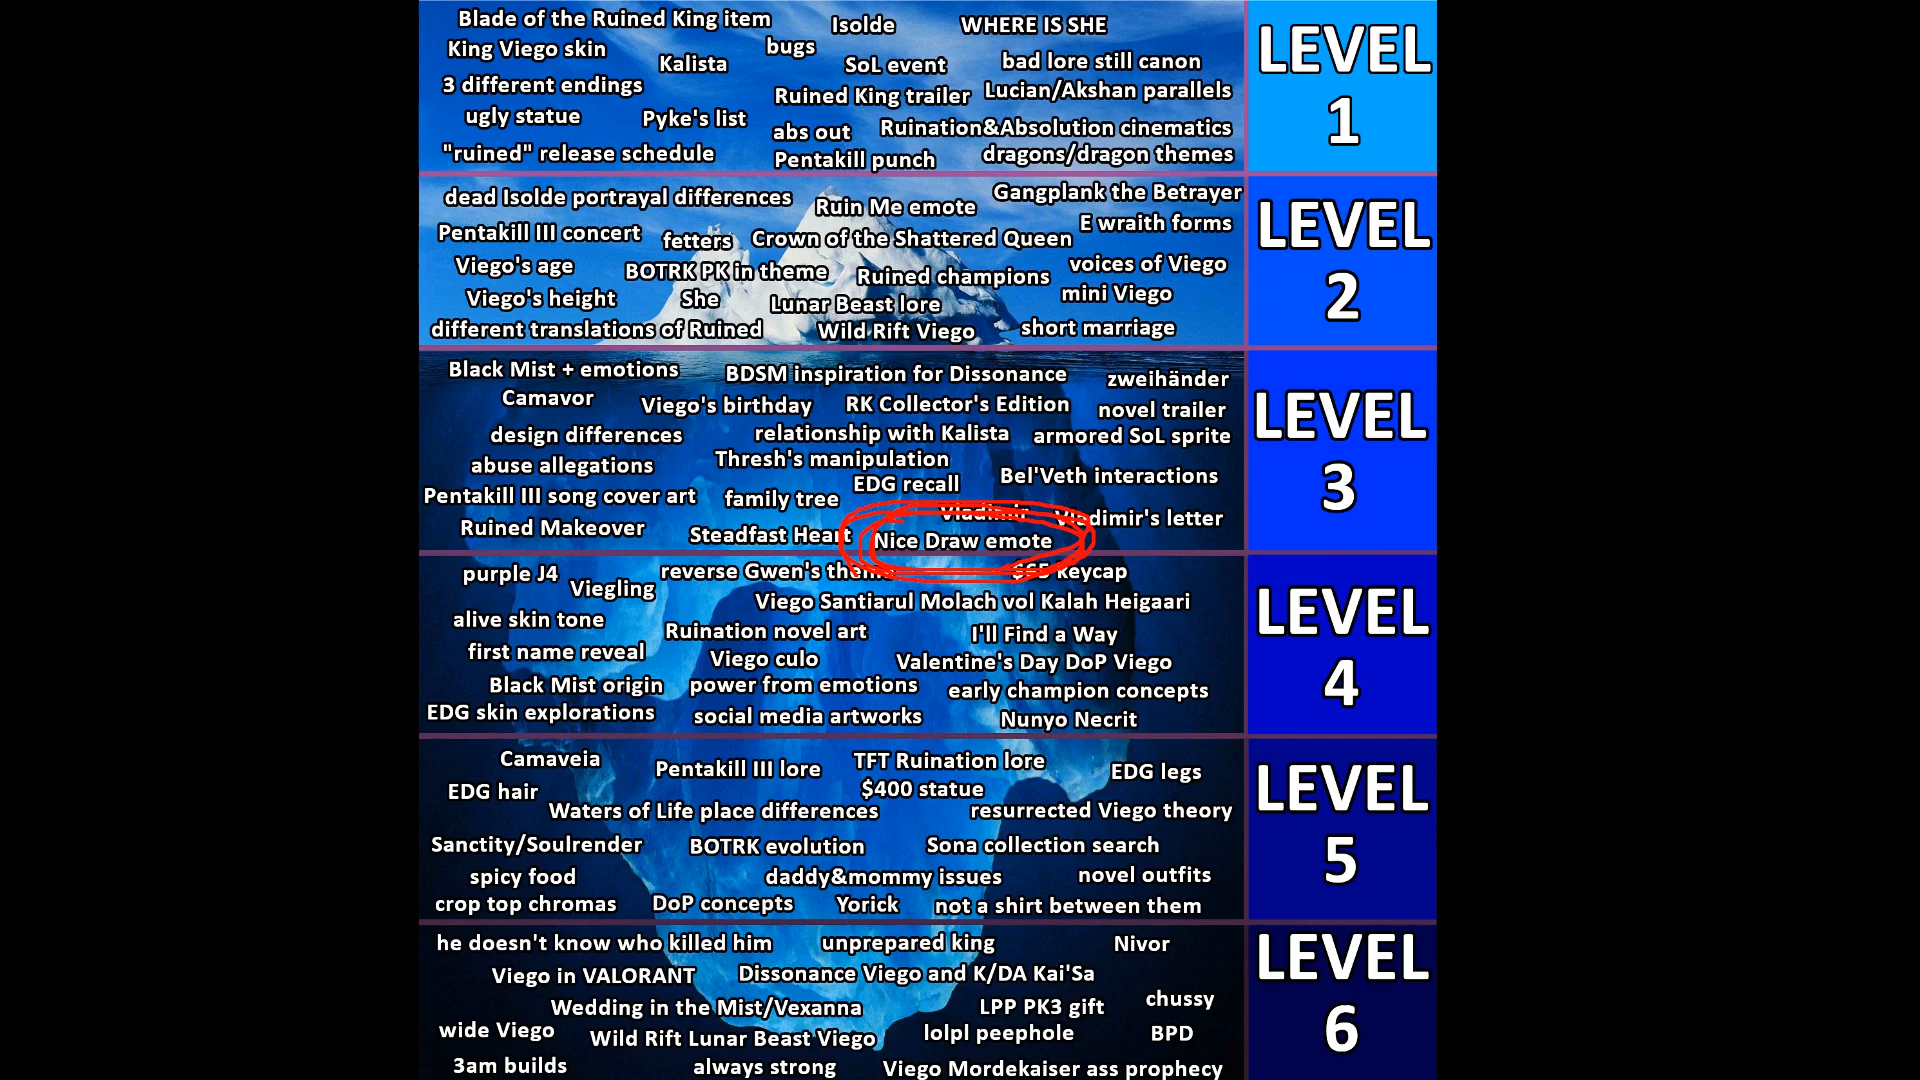 Blade of the Ruined King item
Isolde
WHERE IS SHE
King Viego skin
bugs
Kalista
SoL event
bad lore still canon
3 different endings
Ruined King trailer
Lucian/Akshan parallels
ugly statue
Pyke's list
abs out
Ruination&Absolution cinematics
"ruined" release schedule
Pentakill punch
dragons/dragon themes
LEVEL
1
dead Isolde portrayal differences
Ruin Me emote
Gangplank the Betrayer
E wraith forms
Pentakill III concert
fetters
Crown of the Shattered Queen
Viego's age
BOTRK PK in theme
Ruined champions
voices of Viego
Viego's height
She
Lunar Beast lore
mini Viego
different translations of Ruined
Wild Rift Viego
short marriage
LEVEL
2
Black Mist + emotions
BDSM inspiration for Dissonance
zweihänder
Camavor
Viego's birthday
RK Collector's Edition
novel trailer
design differences
relationship with Kalista
armored SoL sprite
abuse allegations
Thresh's manipulation
EDG recall
Bel'Veth interactions
Pentakill III song cover art
family tree
Vladimir
Vladimir's letter
Ruined Makeover
Steadfast Heart
Nice Draw emote
LEVEL
3
purple J4
reverse Gwen's theme
$65 keycap
Viegling
Viego Santiarul Molach vol Kalah Heigaari
alive skin tone
Ruination novel art
I'll Find a Way
first name reveal
Viego culo
Valentine's Day DoP Viego
Black Mist origin
power from emotions
early champion concepts
EDG skin explorations
social media artworks
Nunyo Necrit
LEVEL
4
Camaveia
Pentakill III lore
TFT Ruination lore
EDG legs
EDG hair
$400 statue
Waters of Life place differences
resurrected Viego theory
Sanctity/Soulrender
BOTRK evolution
Sona collection search
spicy food
daddy&mommy issues
novel outfits
crop top chromas
DoP concepts
Yorick
not a shirt between them
LEVEL
5
he doesn't know who killed him
unprepared king
Nivor
Viego in VALORANT
Dissonance Viego and K/DA Kai'Sa
Wedding in the Mist/Vexanna
LPP PK3 gift
chussy
wide Viego
Wild Rift Lunar Beast Viego
lolpl peephole
BPD
3am builds
always strong
Viego Mordekaiser ass prophecy
LEVEL
6